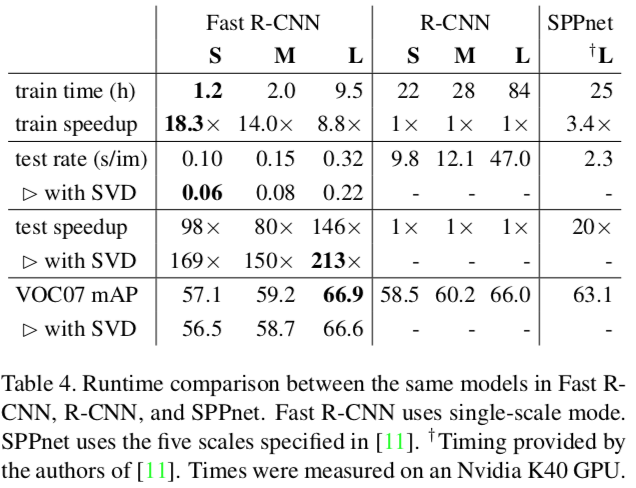 Fast R-CNN R-CNN SPPnet
S M L S M L †L
train time (h) 1.2 2.0 9.5 22 28 84 25
train speedup 18.3× 14.0× 8.8× 1× 1× 1× 3.4×
test rate (s/im) 0.10 0.15 0.32 9.8 12.1 47.0 2.3
▷ with SVD 0.06 0.08 0.22 - - - -
test speedup 98× 80× 146× 1× 1× 1× 20×
▷ with SVD 169× 150× 213× - - - -
VOC07 mAP 57.1 59.2 66.9 58.5 60.2 66.0 63.1
▷ with SVD 56.5 58.7 66.6 - - - -
Table 4. Runtime comparison between the same models in Fast R-
CNN, R-CNN, and SPPnet. Fast R-CNN uses single-scale mode.
SPPnet uses the five scales specified in [11]. †Timing provided by
the authors of [11]. Times were measured on an Nvidia K40 GPU.